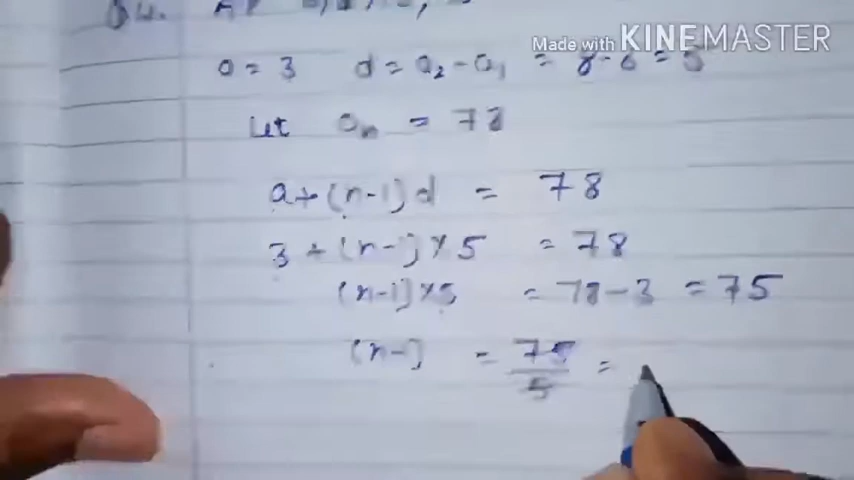 Made with KINEMASTER
a = 3 d = a₂ - a₁ = 8 - 3 = 5
Let aₙ = 78
a + (n-1) d = 78
3 + (n-1) × 5 = 78
(n-1) × 5 = 78 - 3 = 75
(n-1) = 75/5 =